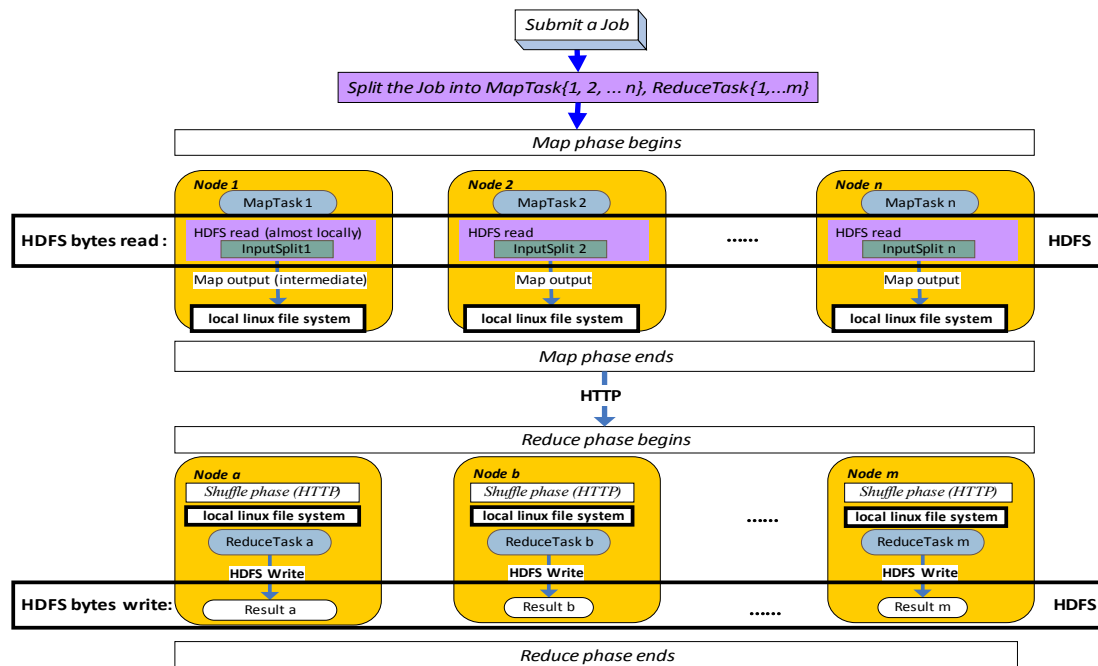 Submit a Job
Split the Job into MapTask{1, 2, ... n}, ReduceTask{1,...m}
Map phase begins
Node 1
Node 2
Node n
MapTask 1
MapTask 2
MapTask n
HDFS bytes read :
HDFS read (almost locally)
HDFS read
......
HDFS read
HDFS
InputSplit1
InputSplit 2
InputSplit n
Map output (intermediate)
Map output
Map output
local linux file system
local linux file system
local linux file system
Map phase ends
HTTP
Reduce phase begins
Node a
Node b
Node m
Shuffle phase (HTTP)
Shuffle phase (HTTP)
Shuffle phase (HTTP)
local linux file system
local linux file system
local linux file system
......
ReduceTask a
ReduceTask b
ReduceTask m
HDFS Write
HDFS Write
HDFS Write
HDFS bytes write:
Result a
Result b
......
Result m
HDFS
Reduce phase ends